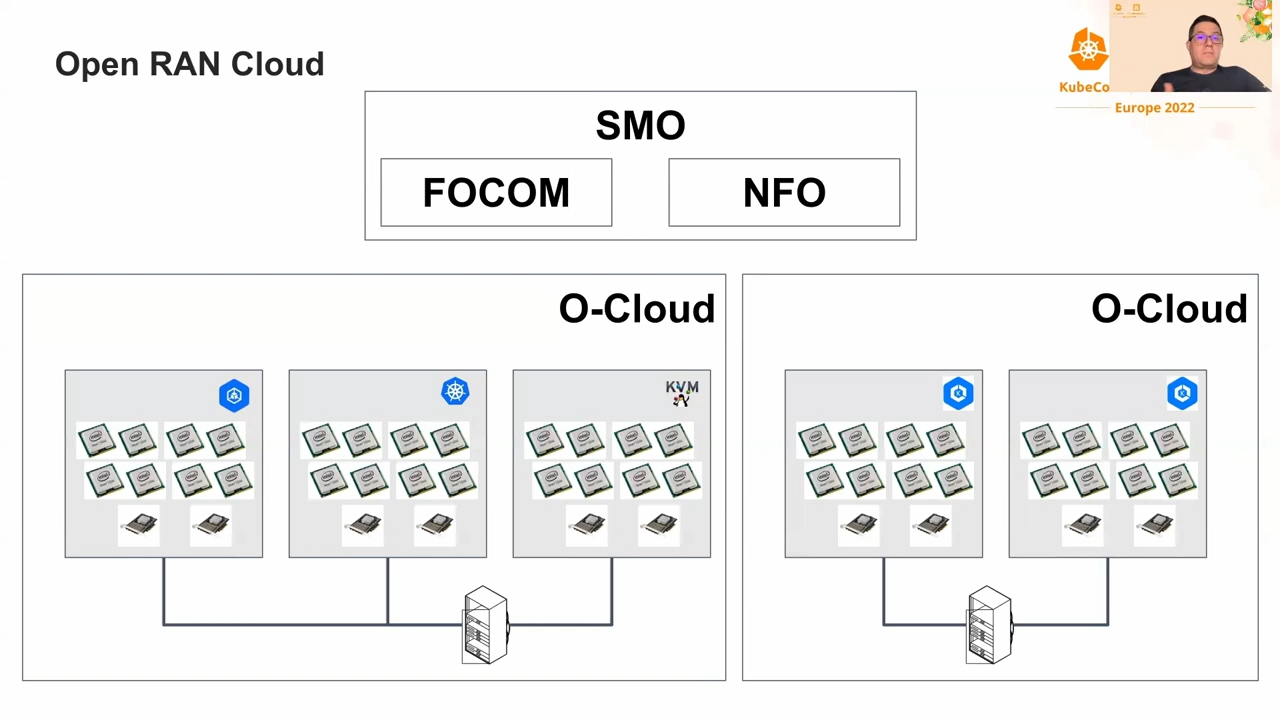 Open RAN Cloud
KubeCo
Europe 2022
SMO
FOCOM
NFO
O-Cloud
O-Cloud
KVM